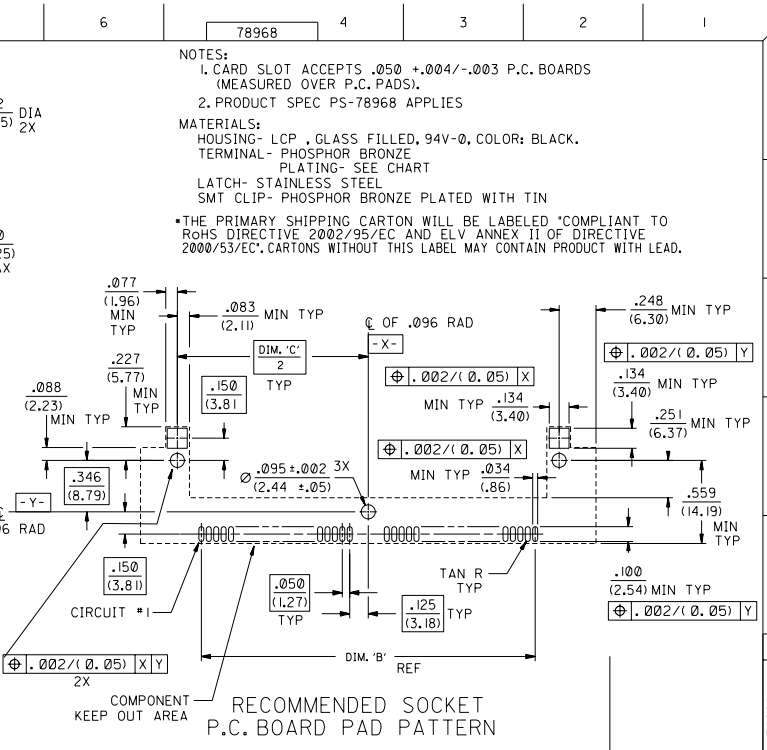 6
78968
4
3
2
1
NOTES:
1. CARD SLOT ACCEPTS .050 +.004/-.003 P.C. BOARDS
(MEASURED OVER P.C. PADS).
2. PRODUCT SPEC PS-78968 APPLIES
MATERIALS:
HOUSING- LCP , GLASS FILLED, 94V-0, COLOR: BLACK.
TERMINAL- PHOSPHOR BRONZE
PLATING- SEE CHART
LATCH- STAINLESS STEEL
SMT CLIP- PHOSPHOR BRONZE PLATED WITH TIN
*THE PRIMARY SHIPPING CARTON WILL BE LABELED "COMPLIANT TO
RoHS DIRECTIVE 2002/95/EC AND ELV ANNEX II OF DIRECTIVE
2000/53/EC". CARTONS WITHOUT THIS LABEL MAY CONTAIN PRODUCT WITH LEAD.
DIA
2X
.077
(1.96)
MIN
TYP
.083
(2.11)
MIN TYP
℄ OF .096 RAD
-X-
.248
(6.30)
MIN TYP
DIM. 'C'
2
TYP
⌖ .002/(0.05) Y
.227
(5.77)
MIN
TYP
.150
(3.81
⌖ .002/(0.05) X
.134
(3.40)
MIN TYP
.088
(2.23)
MIN TYP
MIN TYP .134
(3.40)
.251
(6.37)
MIN TYP
⌖ .002/(0.05) X
.346
(8.79)
Ø .095 ±.002 3X
(2.44 ±.05)
MIN TYP .034
(.86)
-Y-
RAD
.559
(14.19)
MIN
TYP
.150
(3.81)
CIRCUIT #1
.050
(1.27)
TYP
.125
(3.18)
TYP
TAN R
TYP
.100
(2.54)
MIN TYP
⌖ .002/(0.05) Y
DIM. 'B'
REF
⌖ .002/(0.05) X Y
2X
COMPONENT
KEEP OUT AREA
RECOMMENDED SOCKET
P.C. BOARD PAD PATTERN